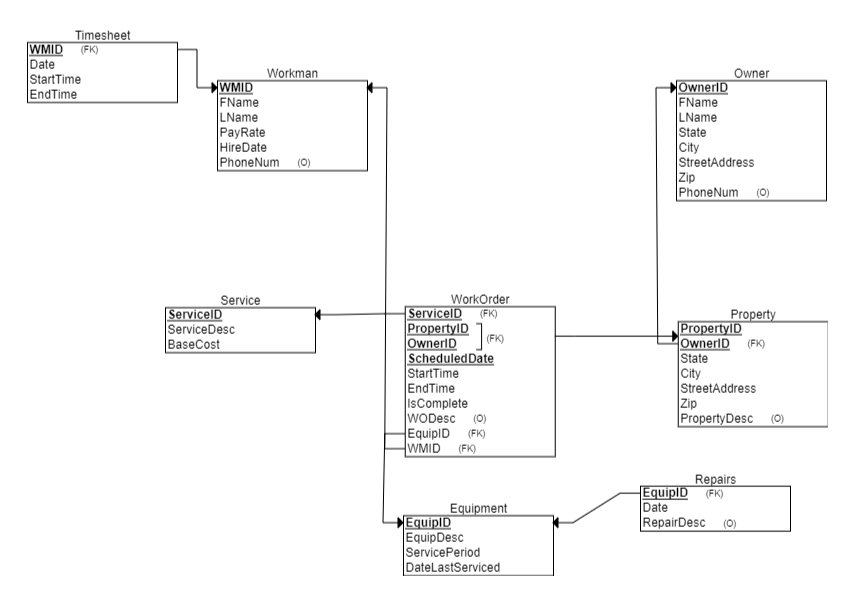 Timesheet
WMID (FK)
Date
StartTime
EndTime
Workman
WMID
FName
LName
PayRate
HireDate
PhoneNum (O)
Owner
OwnerID
FName
LName
State
City
StreetAddress
Zip
PhoneNum (O)
Service
ServiceID
ServiceDesc
BaseCost
WorkOrder
ServiceID (FK)
PropertyID
OwnerID (FK)
ScheduledDate
StartTime
EndTime
IsComplete
WODesc (O)
EquipID (FK)
WMID (FK)
Property
PropertyID
OwnerID (FK)
State
City
StreetAddress
Zip
PropertyDesc (O)
Equipment
EquipID
EquipDesc
ServicePeriod
DateLastServiced
Repairs
EquipID (FK)
Date
RepairDesc (O)